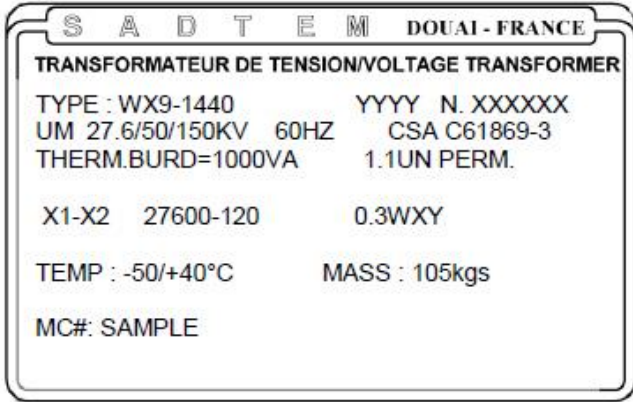 S A D T E M DOUAI - FRANCE
TRANSFORMATEUR DE TENSION/VOLTAGE TRANSFORMER
TYPE : WX9-1440 YYYY N. XXXXXX
UM 27.6/50/150KV 60HZ CSA C61869-3
THERM.BURD=1000VA 1.1UN PERM.
X1-X2 27600-120 0.3WXY
TEMP : -50/+40°C MASS : 105kgs
MC#: SAMPLE